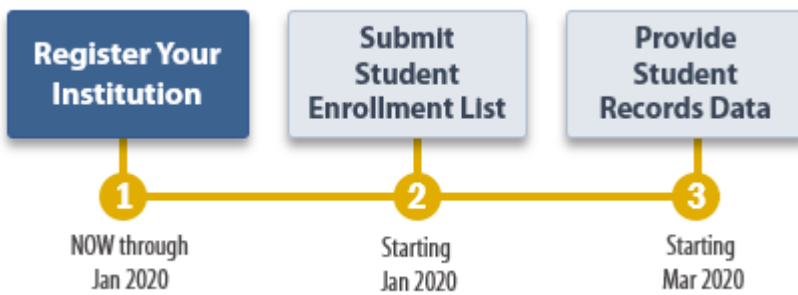 Register Your
Institution
Submit
Student
Enrollment List
Provide
Student
Records Data
1
2
3
NOW through
Jan 2020
Starting
Jan 2020
Starting
Mar 2020